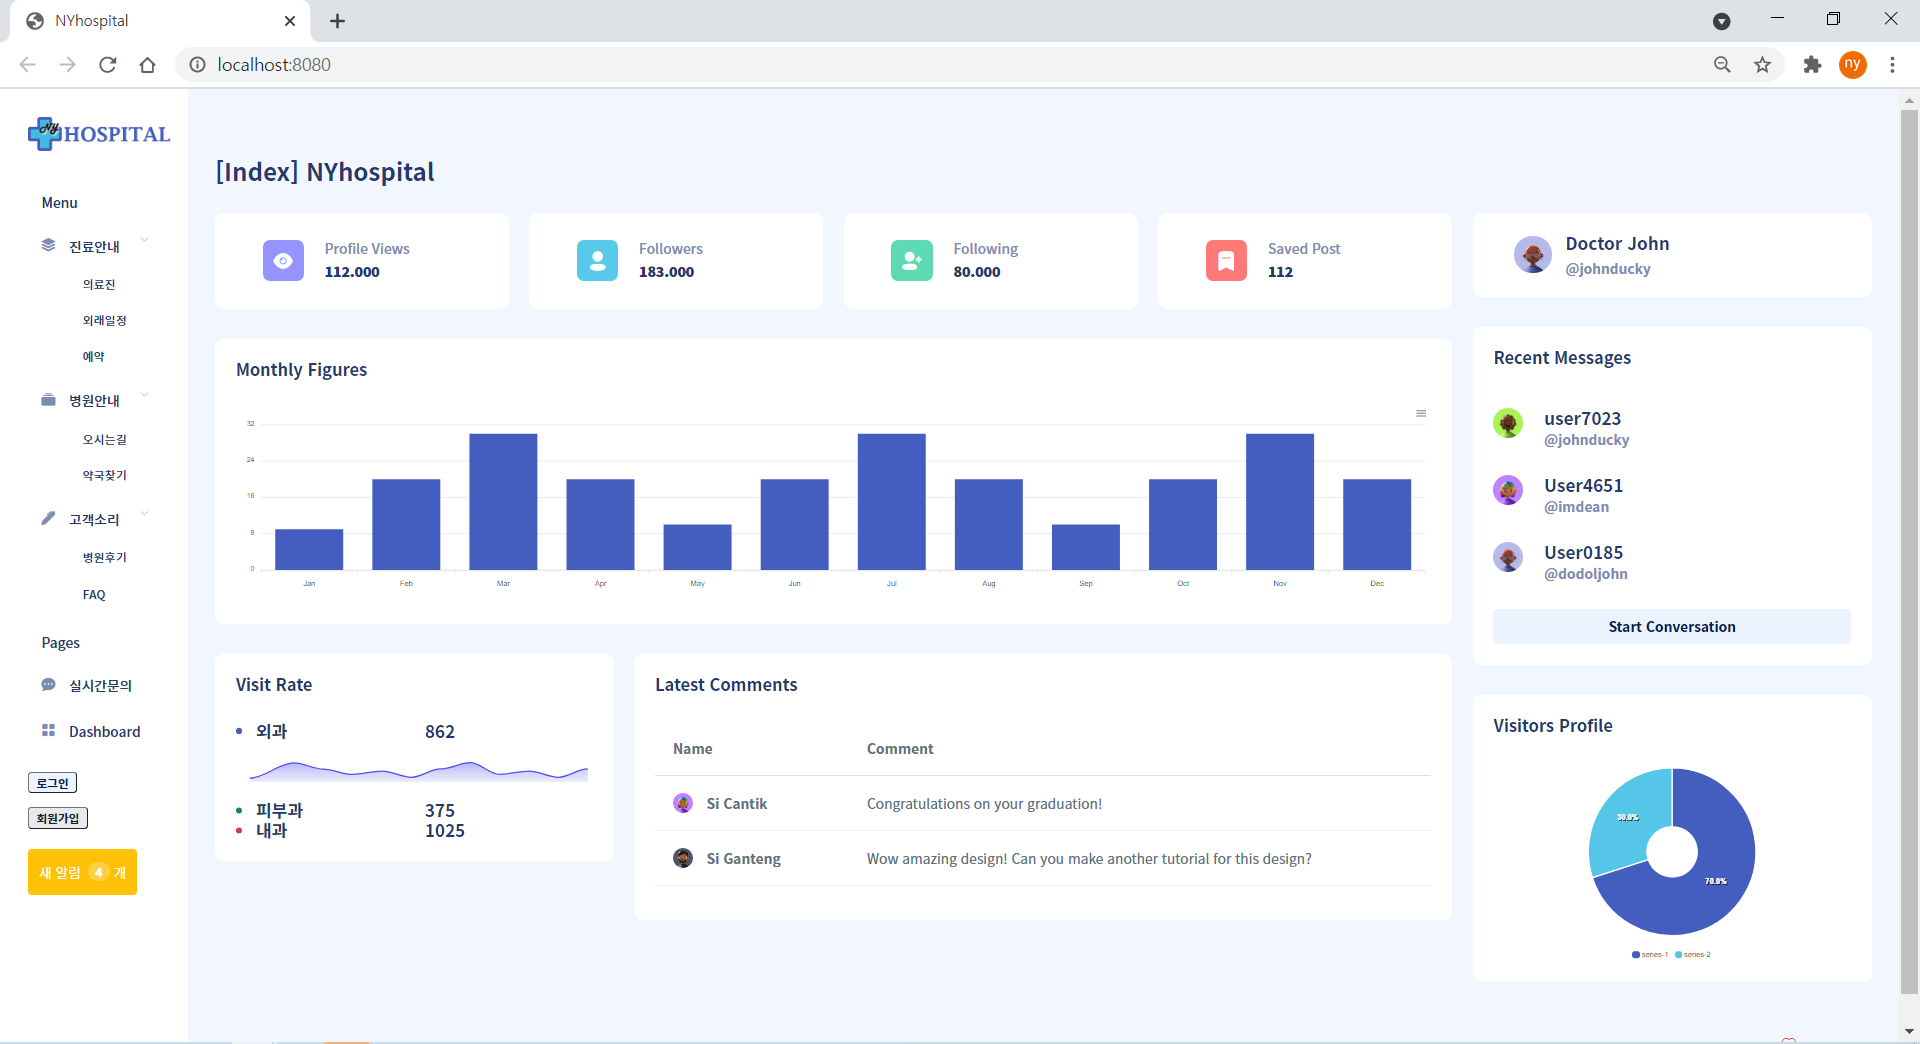 NYhospital
localhost:8080
ny
Ny HOSPITAL
Menu
진료안내
의료진
외래일정
예약
병원안내
오시는길
약국찾기
고객소리
병원후기
FAQ
Pages
실시간문의
Dashboard
로그인
회원가입
새 알림 4 개
[Index] NYhospital
Profile Views
112.000
Followers
183.000
Following
80.000
Saved Post
112
Doctor John
@johnducky
Monthly Figures
32
24
16
8
0
Jan Feb Mar Apr May Jun Jul Aug Sep Oct Nov Dec
Recent Messages
user7023
@johnducky
User4651
@imdean
User0185
@dodoljohn
Start Conversation
Visit Rate
외과 862
피부과 375
내과 1025
Latest Comments
Name Comment
Si Cantik Congratulations on your graduation!
Si Ganteng Wow amazing design! Can you make another tutorial for this design?
Visitors Profile
30.0%
70.0%
series-1 series-2